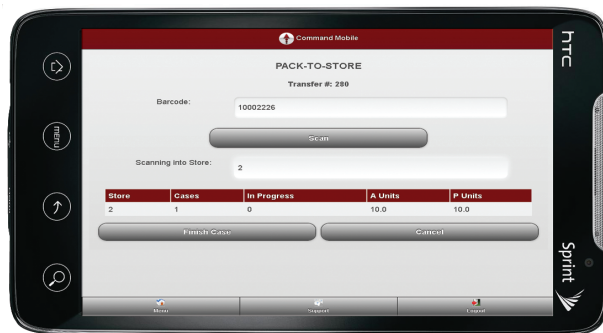 Command Mobile
PACK-TO-STORE
Transfer #: 280
Barcode:
10002226
Scan
Scanning into Store:
2
Store Cases In Progress A Units P Units
2 1 0 10.0 10.0
Finish Case Cancel
Menu Support Logout
menu
hTC
Sprint